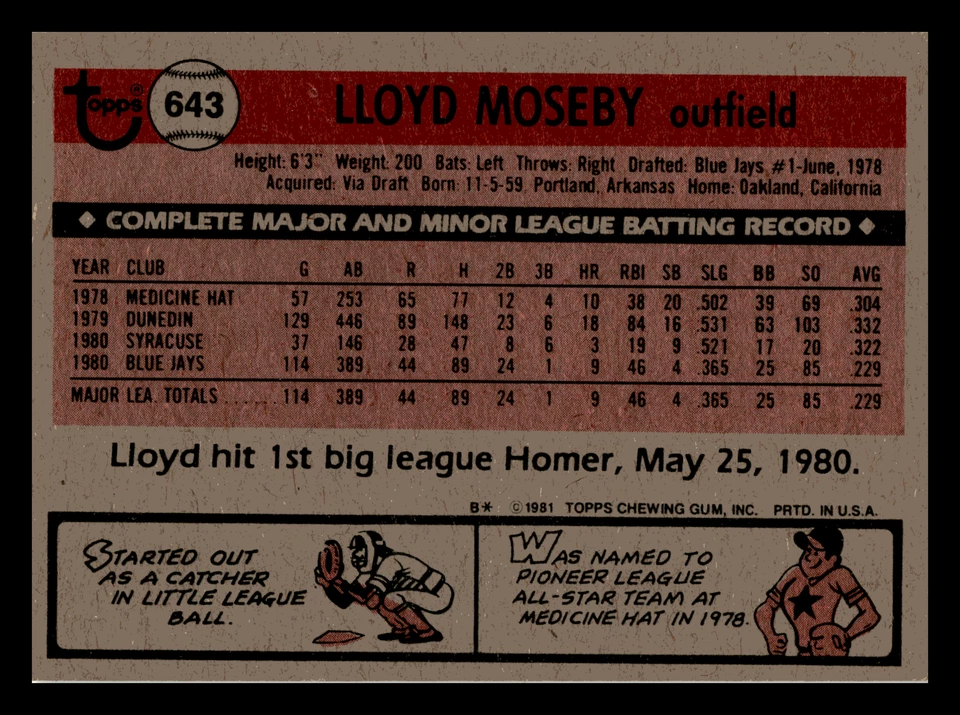 Topps® 643 LLOYD MOSEBY outfield
Height: 6'3" Weight: 200 Bats: Left Throws: Right Drafted: Blue Jays #1-June, 1978
Acquired: Via Draft Born: 11-5-59, Portland, Arkansas Home: Oakland, California
◆ COMPLETE MAJOR AND MINOR LEAGUE BATTING RECORD ◆
YEAR CLUB G AB R H 2B 3B HR RBI SB SLG BB SO AVG
1978 MEDICINE HAT 57 253 65 77 12 4 10 38 20 .502 39 69 .304
1979 DUNEDIN 129 446 89 148 23 6 18 84 16 .531 63 103 .332
1980 SYRACUSE 37 146 28 47 8 6 3 19 9 .521 17 20 .322
1980 BLUE JAYS 114 389 44 89 24 1 9 46 4 .365 25 85 .229
MAJOR LEA. TOTALS ...... 114 389 44 89 24 1 9 46 4 .365 25 85 .229
Lloyd hit 1st big league Homer, May 25, 1980.
B* ©1981 TOPPS CHEWING GUM, INC. PRTD. IN U.S.A.
STARTED OUT
AS A CATCHER
IN LITTLE LEAGUE
BALL.
WAS NAMED TO
PIONEER LEAGUE
ALL-STAR TEAM AT
MEDICINE HAT IN 1978.